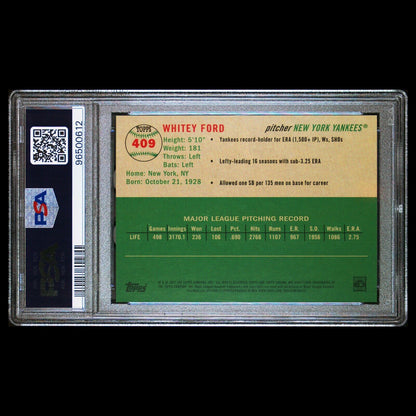 TOPPS
409
WHITEY FORD
pitcher NEW YORK YANKEES®
Height: 5'10"
Weight: 181
Throws: Left
Bats: Left
Home: New York, NY
Born: October 21, 1928
• Yankees record-holder for ERA (1,500+ IP), Ws, SHOs
• Lofty-leading 16 seasons with sub-3.25 ERA
• Allowed one SB per 135 men on base for career
MAJOR LEAGUE PITCHING RECORD
Games Innings Won Lost Pct. Hits Runs E.R. S.O. Walks E.R.A.
LIFE 498 3170.1 236 106 .690 2766 1107 967 1956 1086 2.75
Topps
PSA
96500612